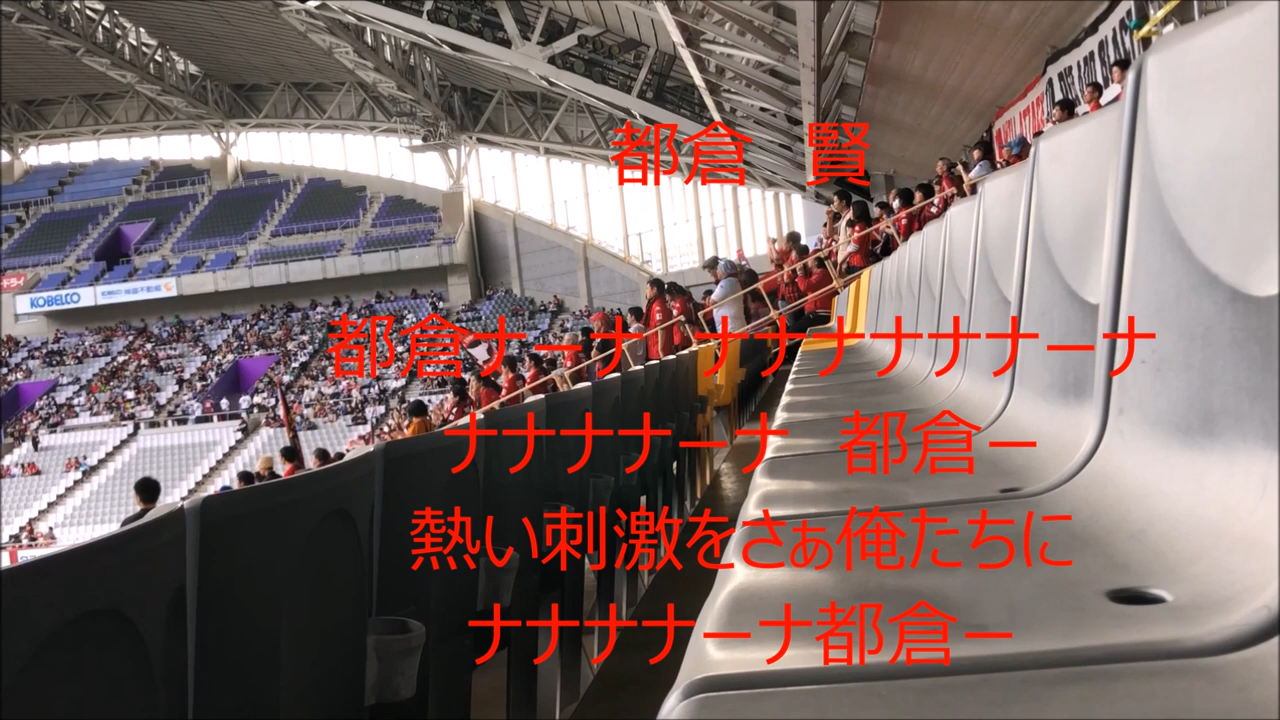 都倉　賢
都倉ナーナ　ナナナナナナナーナ
ナナナナーナ　都倉ー
熱い刺激をさぁ俺たちに
ナナナナーナ都倉ー
KOBELCO